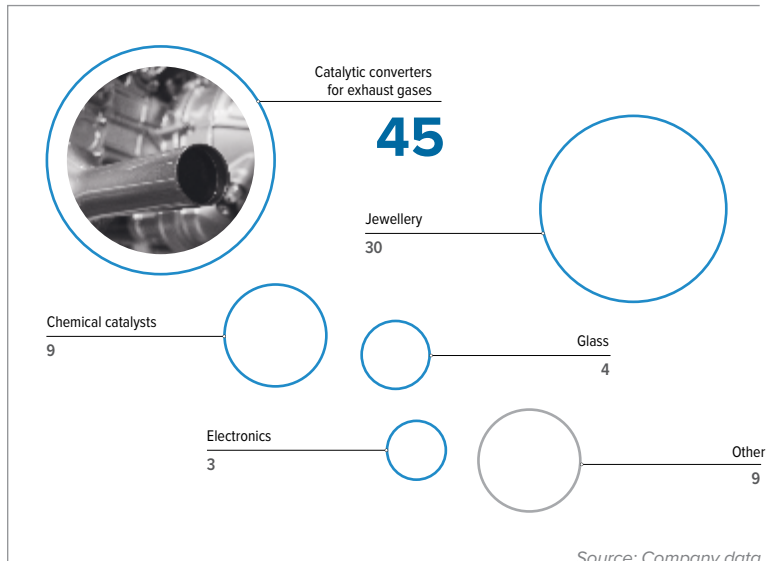 Catalytic converters
for exhaust gases
45
Jewellery
30
Chemical catalysts
9
Glass
4
Electronics
3
Other
9
Source: Company data